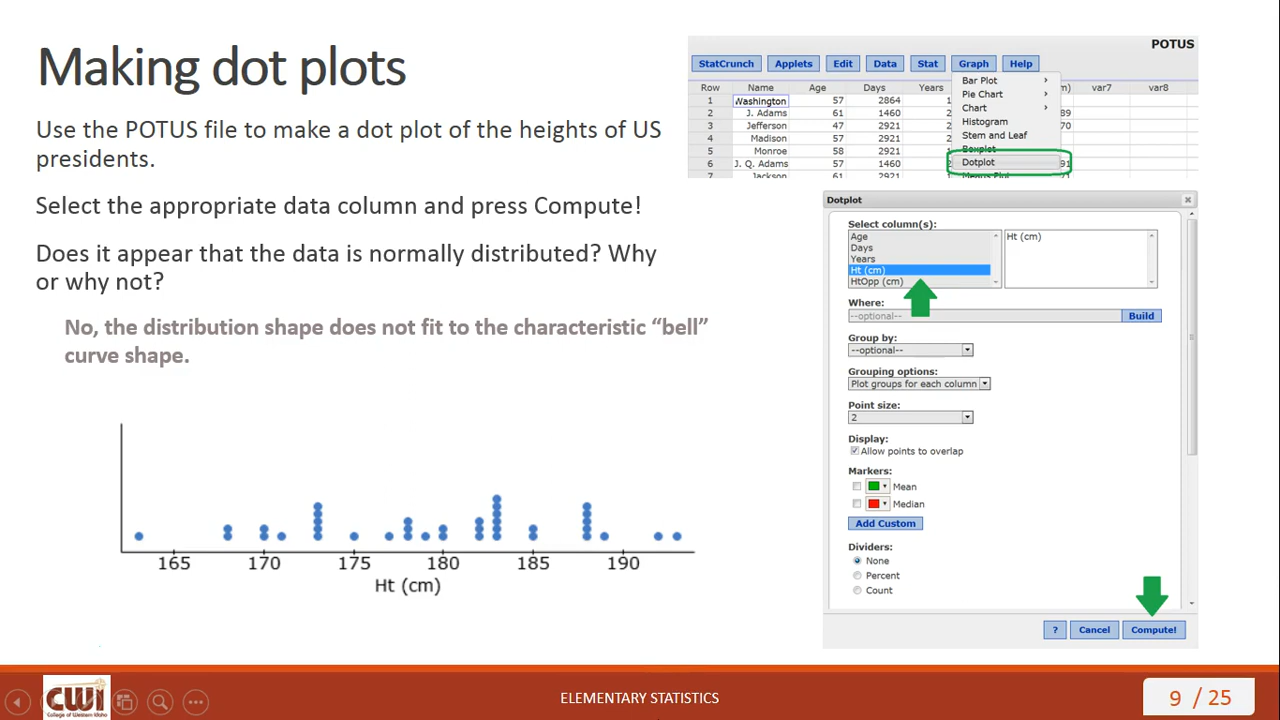 Making dot plots
Use the POTUS file to make a dot plot of the heights of US
presidents.
Select the appropriate data column and press Compute!
Does it appear that the data is normally distributed? Why
or why not?
No, the distribution shape does not fit to the characteristic “bell”
curve shape.
165 170 175 180 185 190
Ht (cm)
POTUS
StatCrunch Applets Edit Data Stat Graph Help
Row Name Age Days Years m) var7 var8
1 Washington 57 2864 1
2 J. Adams 61 1460 89
3 Jefferson 47 2921 70
4 Madison 57 2921
5 Monroe 58 2921
6 J. Q. Adams 57 1460 91
7 Jackson 61 2921
Bar Plot
Pie Chart
Chart
Histogram
Stem and Leaf
Boxplot
Dotplot
Means Plot
Dotplot
Select column(s):
Age
Days
Years
Ht (cm)
HtOpp (cm)
Ht (cm)
Where:
--optional-- Build
Group by:
--optional--
Grouping options:
Plot groups for each column
Point size:
2
Display:
Allow points to overlap
Markers:
Mean
Median
Add Custom
Dividers:
None
Percent
Count
? Cancel Compute!
CWI
College of Western Idaho
ELEMENTARY STATISTICS
9 / 25